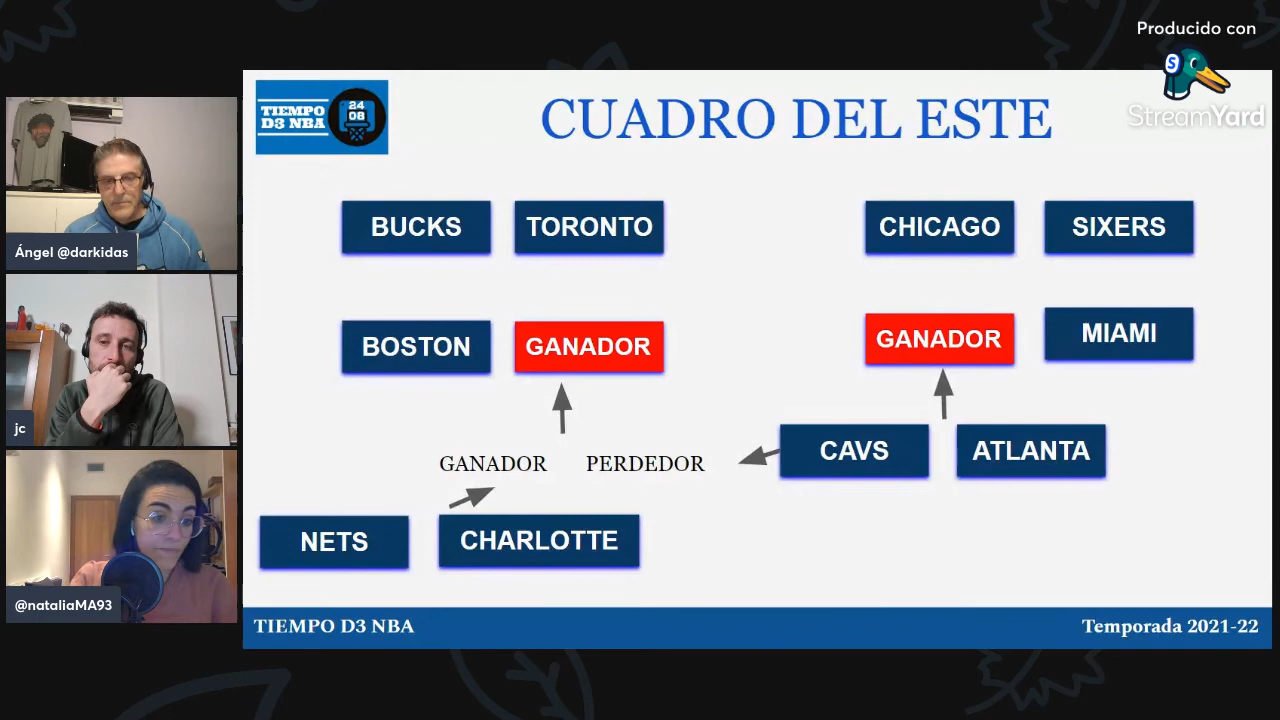 Producido con
StreamYard
TIEMPO
D3 NBA
24
08
CUADRO DEL ESTE
BUCKS TORONTO CHICAGO SIXERS
BOSTON GANADOR GANADOR MIAMI
GANADOR PERDEDOR CAVS ATLANTA
NETS CHARLOTTE
Ángel @darkidas
jc
@nataliaMA93
TIEMPO D3 NBA Temporada 2021-22